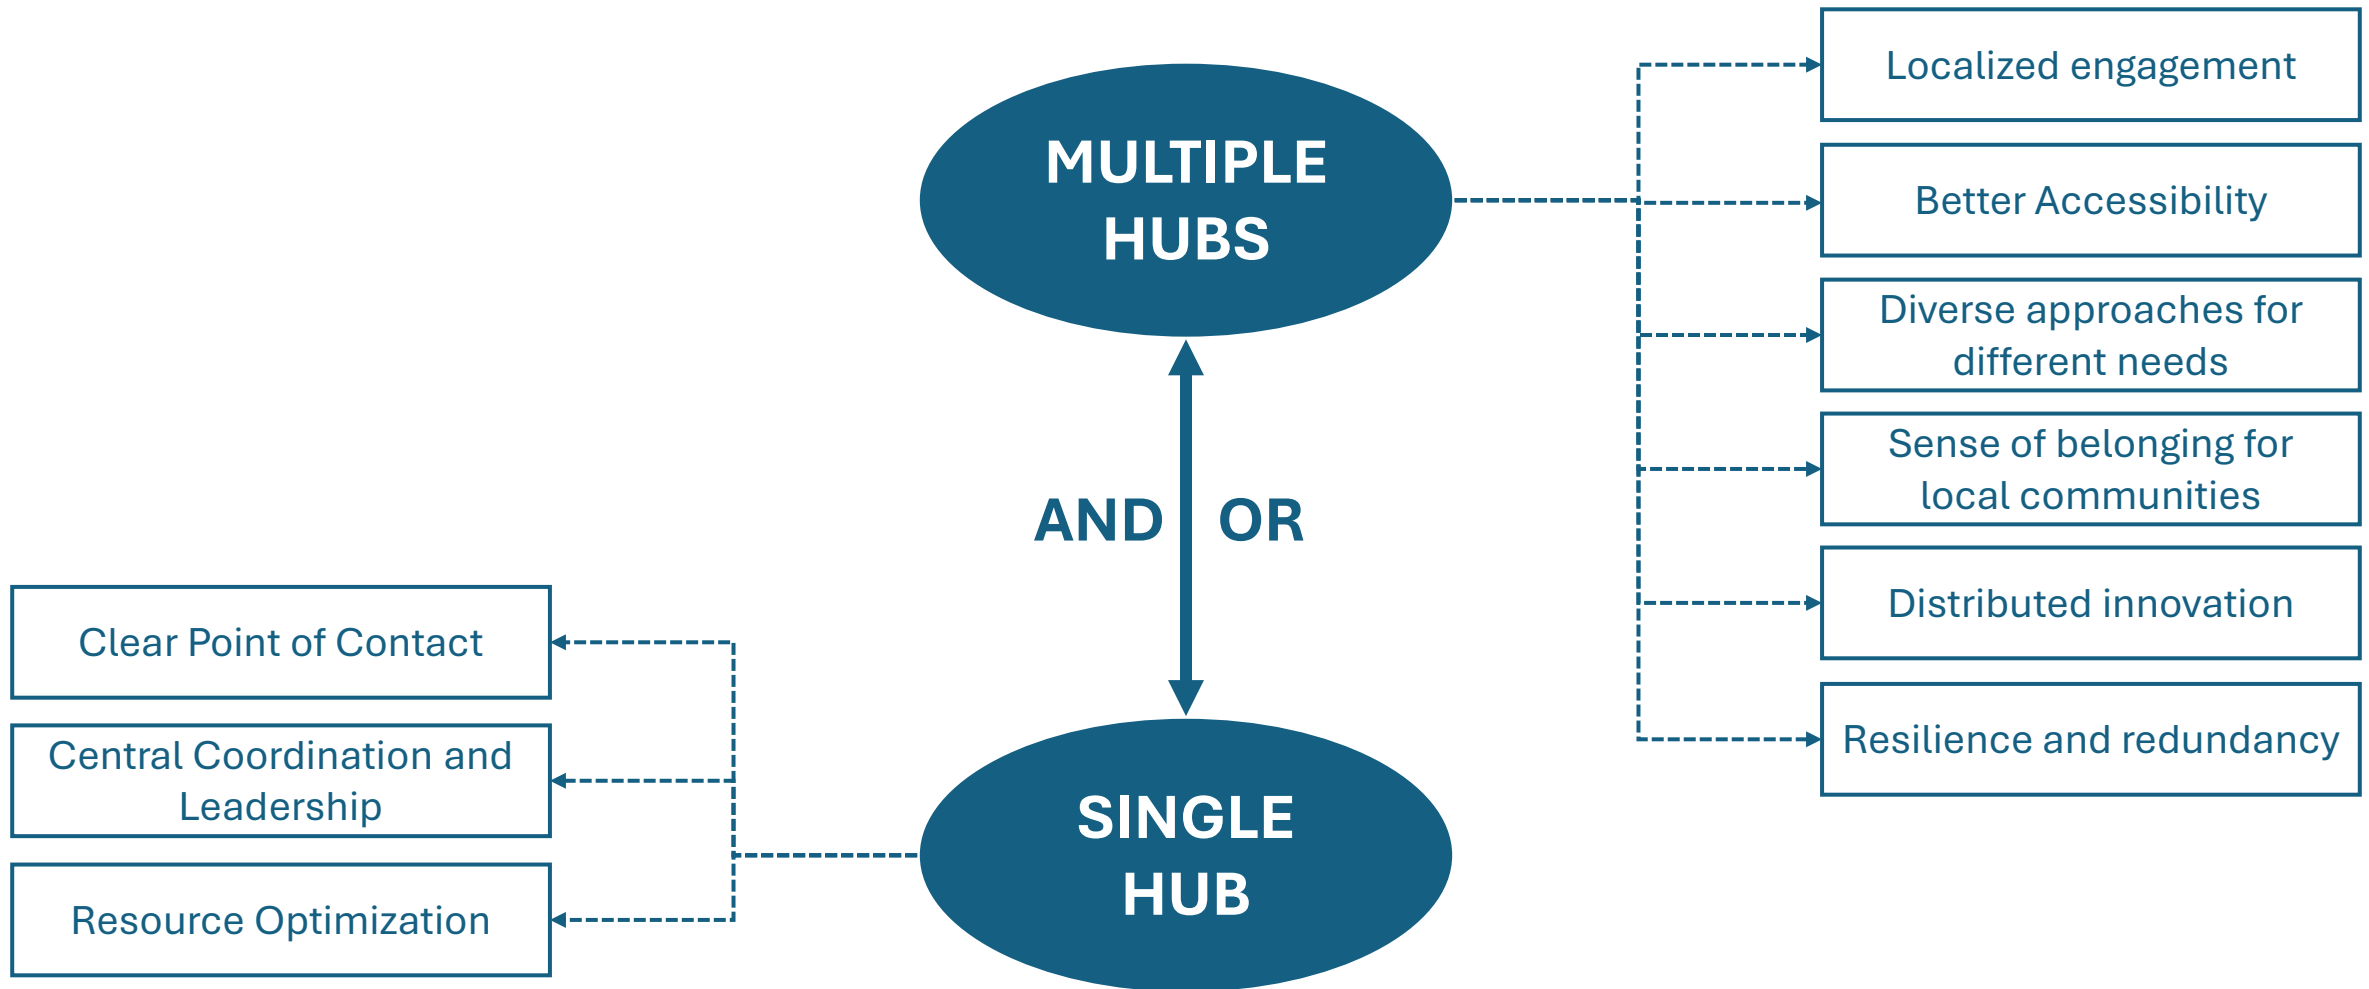 MULTIPLE
HUBS
Localized engagement
Better Accessibility
Diverse approaches for
different needs
Sense of belonging for
local communities
Distributed innovation
Resilience and redundancy
AND OR
Clear Point of Contact
Central Coordination and
Leadership
Resource Optimization
SINGLE
HUB